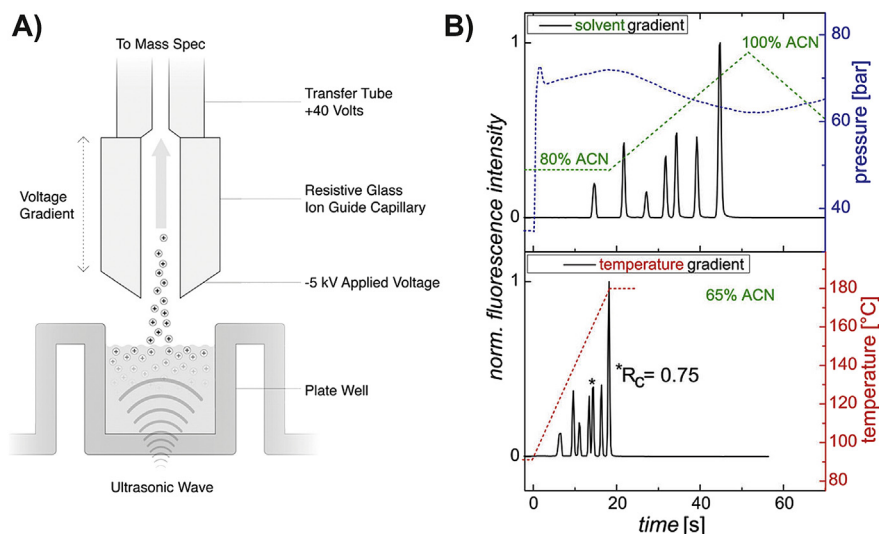 A)
To Mass Spec
Transfer Tube
+40 Volts
Voltage
Gradient
Resistive Glass
Ion Guide Capillary
-5 kV Applied Voltage
Plate Well
Ultrasonic Wave
B)
norm. fluorescence intensity
solvent gradient
100% ACN
80% ACN
1
0
80
70
60
50
40
pressure [bar]
temperature gradient
65% ACN
*Rc= 0.75
*
1
0
180
160
140
120
100
80
temperature [°C]
0
20
40
60
time [s]